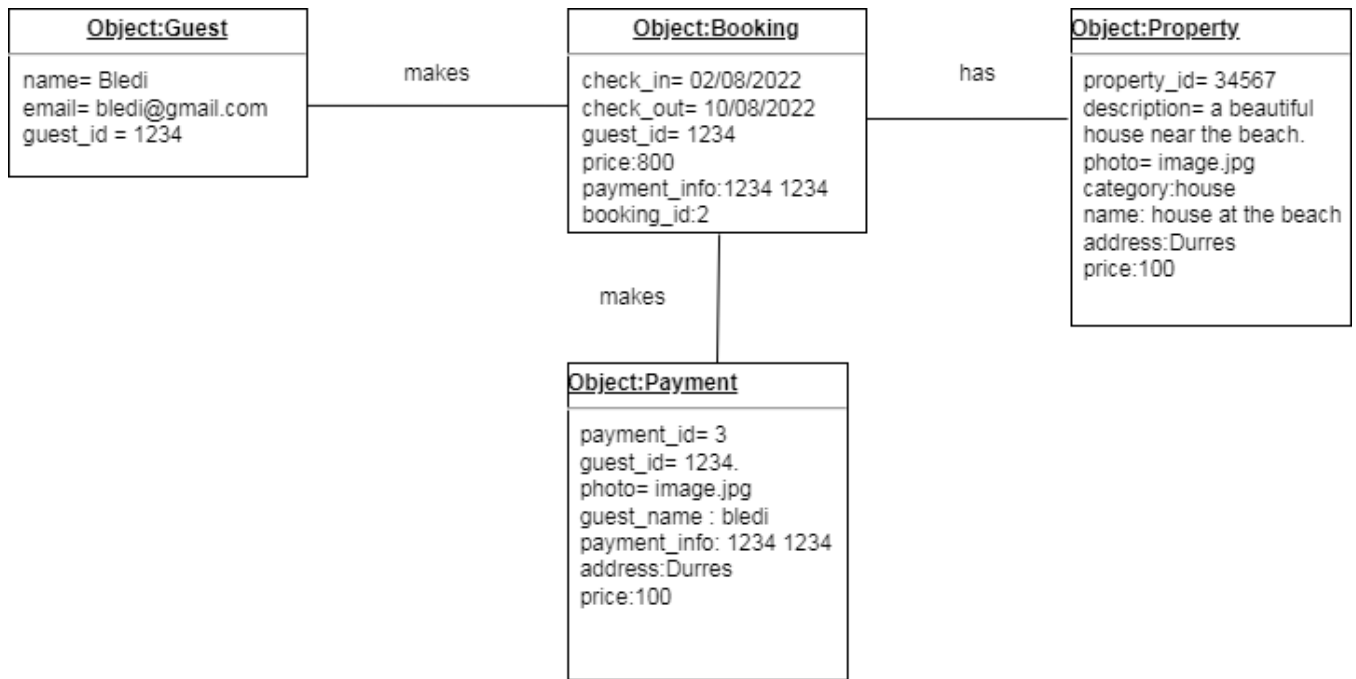 Object:Guest
name= Bledi
email= bledi@gmail.com
guest_id = 1234
makes
Object:Booking
check_in= 02/08/2022
check_out= 10/08/2022
guest_id= 1234
price:800
payment_info:1234 1234
booking_id:2
has
Object:Property
property_id= 34567
description= a beautiful
house near the beach.
photo= image.jpg
category:house
name: house at the beach
address:Durres
price:100
makes
Object:Payment
payment_id= 3
guest_id= 1234.
photo= image.jpg
guest_name : bledi
payment_info: 1234 1234
address:Durres
price:100